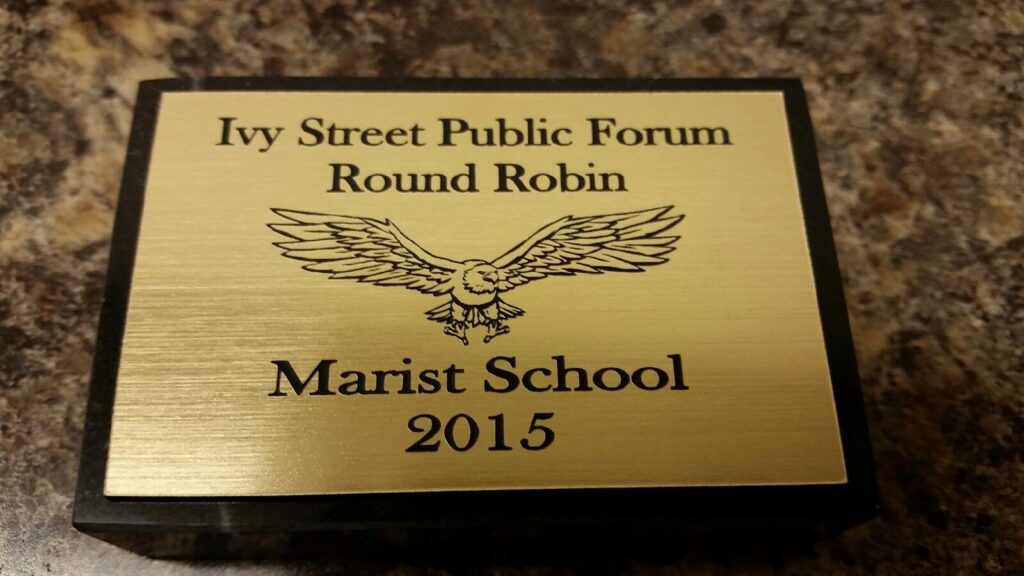 Ivy Street Public Forum
Round Robin
Marist School
2015